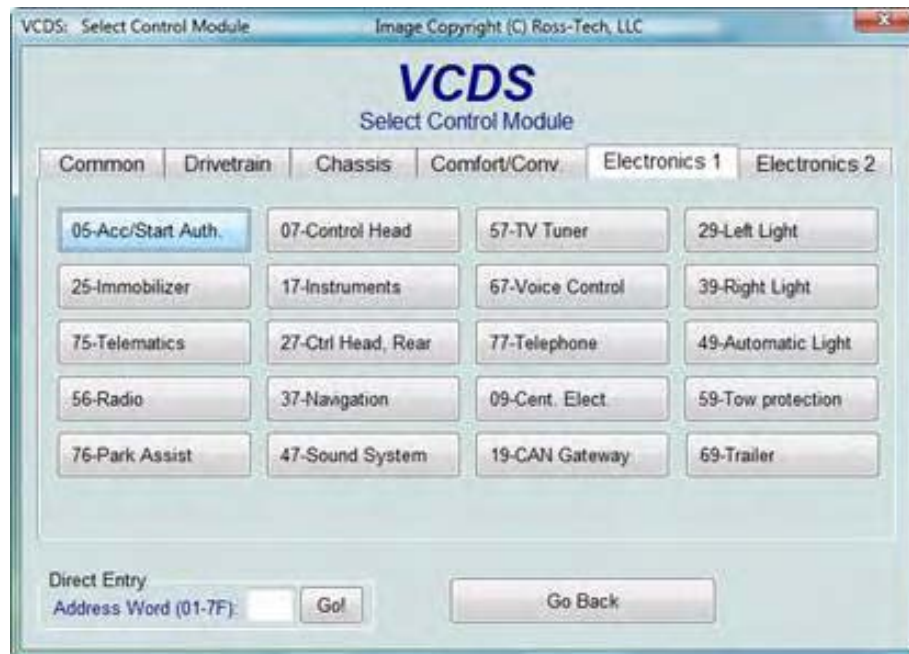 VCDS: Select Control Module Image Copyright (C) Ross-Tech, LLC
VCDS
Select Control Module
Common Drivetrain Chassis Comfort/Conv. Electronics 1 Electronics 2
05-Acc/Start Auth. 07-Control Head 57-TV Tuner 29-Left Light
25-Immobilizer 17-Instruments 67-Voice Control 39-Right Light
75-Telematics 27-Ctrl Head, Rear 77-Telephone 49-Automatic Light
56-Radio 37-Navigation 09-Cent. Elect. 59-Tow protection
76-Park Assist 47-Sound System 19-CAN Gateway 69-Trailer
Direct Entry
Address Word (01-7F): Go! Go Back